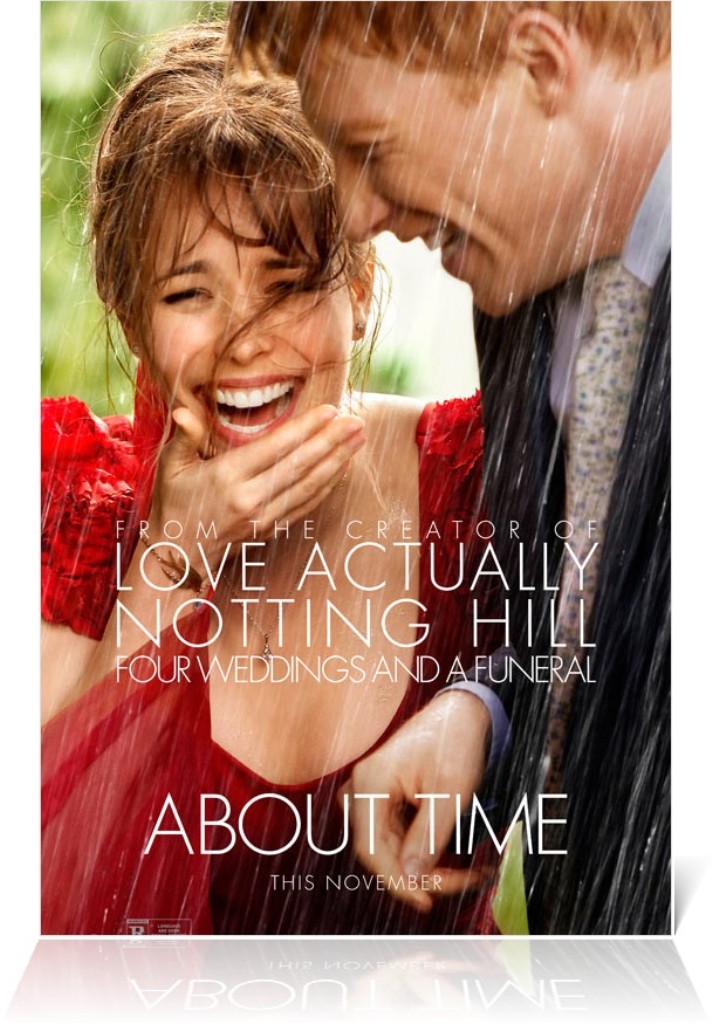 FROM THE CREATOR OF
LOVE ACTUALLY
NOTTING HILL
FOUR WEDDINGS AND A FUNERAL
ABOUT TIME
THIS NOVEMBER
R